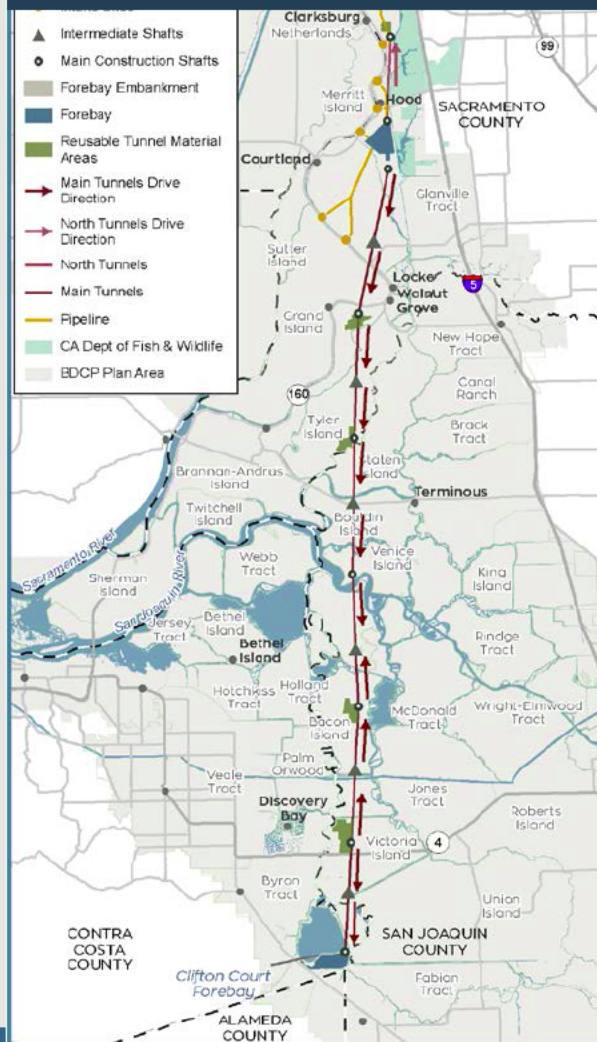 Intermediate Shafts
Main Construction Shafts
Forebay Embankment
Forebay
Reusable Tunnel Material
Areas
Main Tunnels Drive
Direction
North Tunnels Drive
Direction
North Tunnels
Main Tunnels
Pipeline
CA Dept of Fish & Wildlife
BDCP Plan Area
Clarksburg
Netherlands
99
Merritt
Island
Hood
SACRAMENTO
COUNTY
Courtland
Glanville
Tract
Sutter
Island
Locke
Walnut
Grove
5
Grand
Island
New Hope
Tract
160
Canal
Ranch
Tyler
Island
Brack
Tract
Staten
Island
Brannan-Andrus
Island
Terminous
Twitchell
Island
Bouldin
Island
Sacramento River
Webb
Tract
Venice
Island
Sherman
Island
San Joaquin River
King
Island
Jersey
Tract
Bethel
Island
Bethel
Island
Rindge
Tract
Hotchkiss
Tract
Holland
Tract
McDonald
Tract
Wright-Elmwood
Tract
Bacon
Island
Palm
Orwood
Veale
Tract
Jones
Tract
Discovery
Bay
Roberts
Island
Victoria
Island
4
Byron
Tract
Union
Island
CONTRA
COSTA
COUNTY
SAN JOAQUIN
COUNTY
Clifton Court
Forebay
Fabian
Tract
ALAMEDA
COUNTY